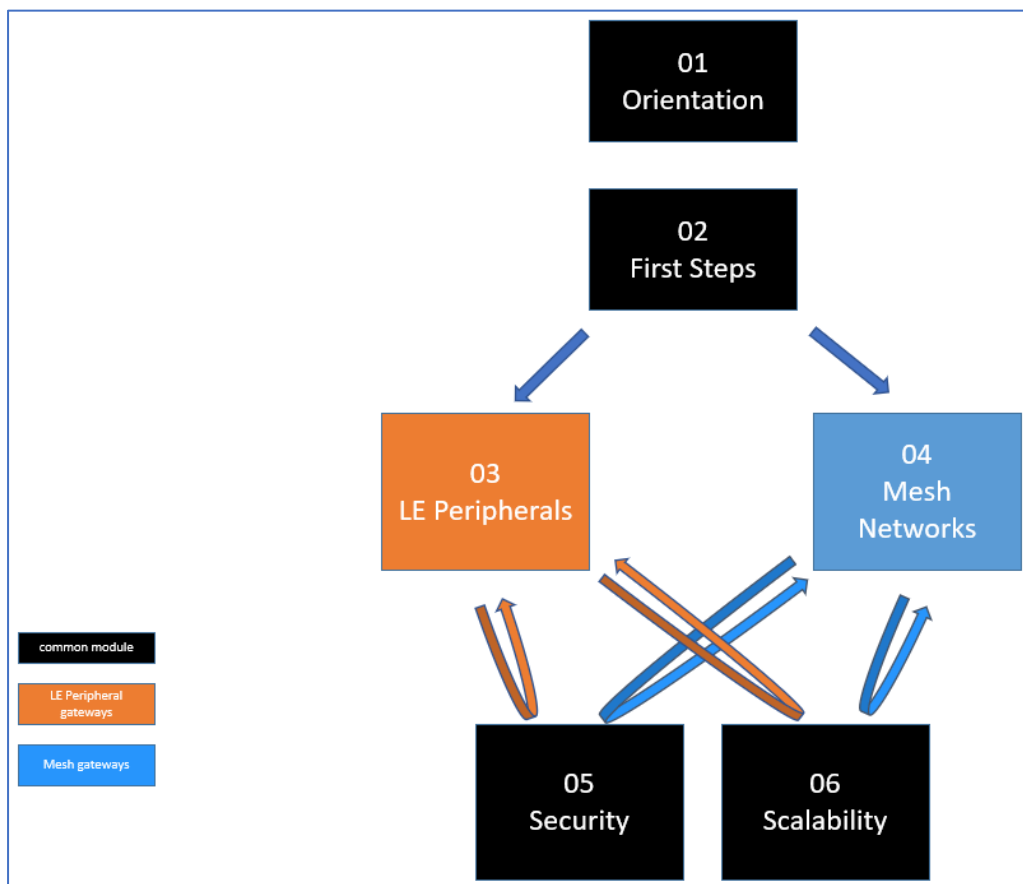 01
Orientation
02
First Steps
03
LE Peripherals
04
Mesh
Networks
common module
LE Peripheral
gateways
Mesh gateways
05
Security
06
Scalability